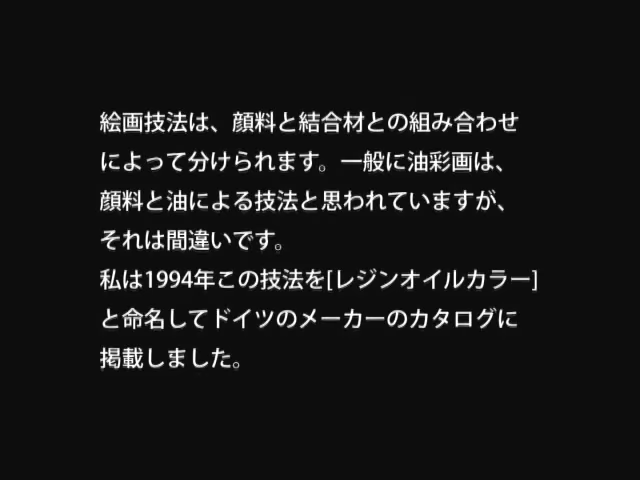 絵画技法は、顔料と結合材との組み合わせ
によって分けられます。一般に油彩画は、
顔料と油による技法と思われていますが、
それは間違いです。
私は1994年この技法を[レジンオイルカラー]
と命名してドイツのメーカーのカタログに
掲載しました。